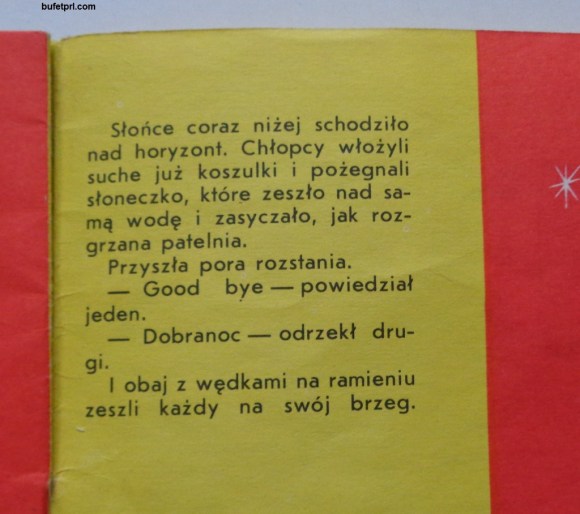 bufetprl.com
Słońce coraz niżej schodziło
nad horyzont. Chłopcy włożyli
suche już koszulki i pożegnali
słoneczko, które zeszło nad sa-
mą wodę i zasyczało, jak roz-
grzana patelnia.
Przyszła pora rozstania.
— Good bye — powiedział
jeden.
— Dobranoc — odrzekł dru-
gi.
I obaj z wędkami na ramieniu
zeszli każdy na swój brzeg.